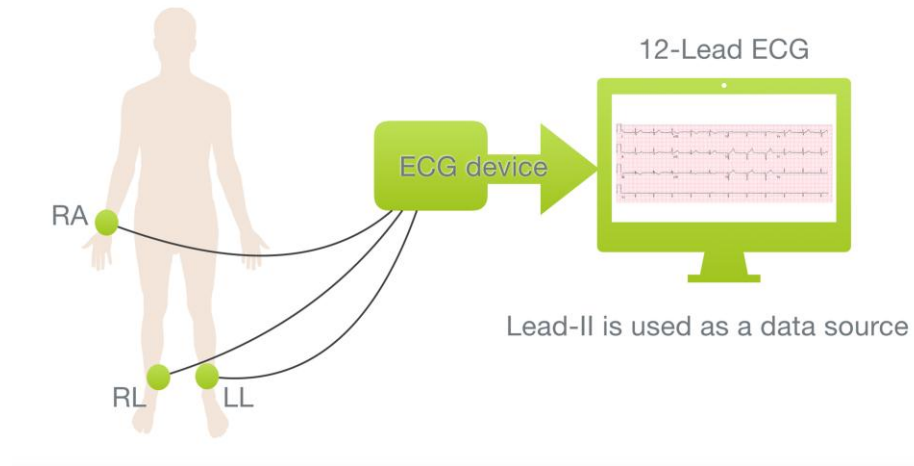 12-Lead ECG
ECG device
RA
Lead-II is used as a data source
RL
LL